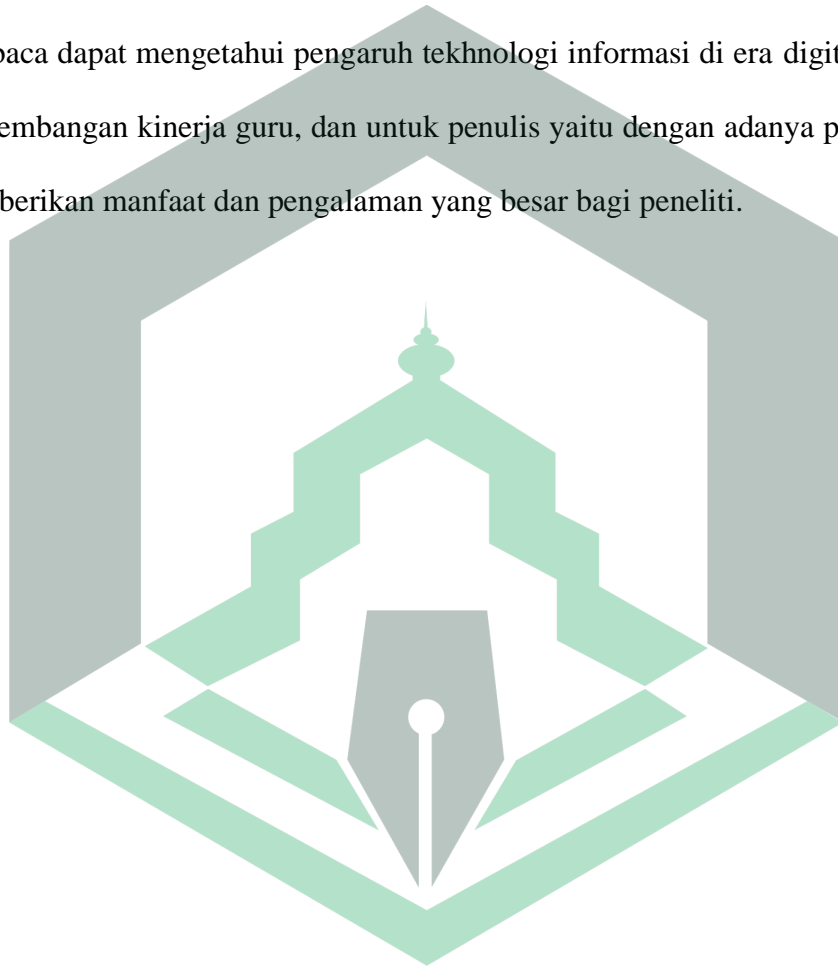 baca dapat mengetahui pengaruh tekhnologi informasi di era digit
embangan kinerja guru, dan untuk penulis yaitu dengan adanya p
berikan manfaat dan pengalaman yang besar bagi peneliti.